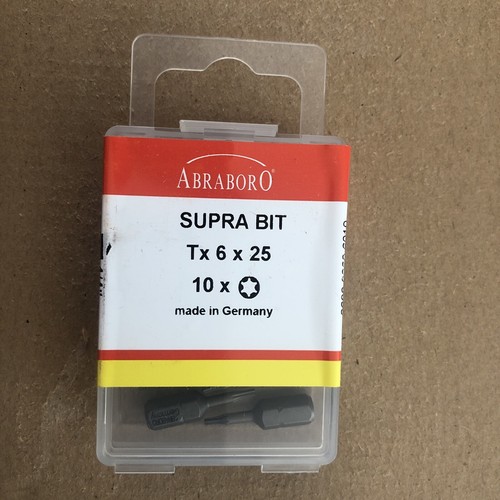 ABRABORO®
SUPRA BIT
Tx 6 x 25
10 x
made in Germany